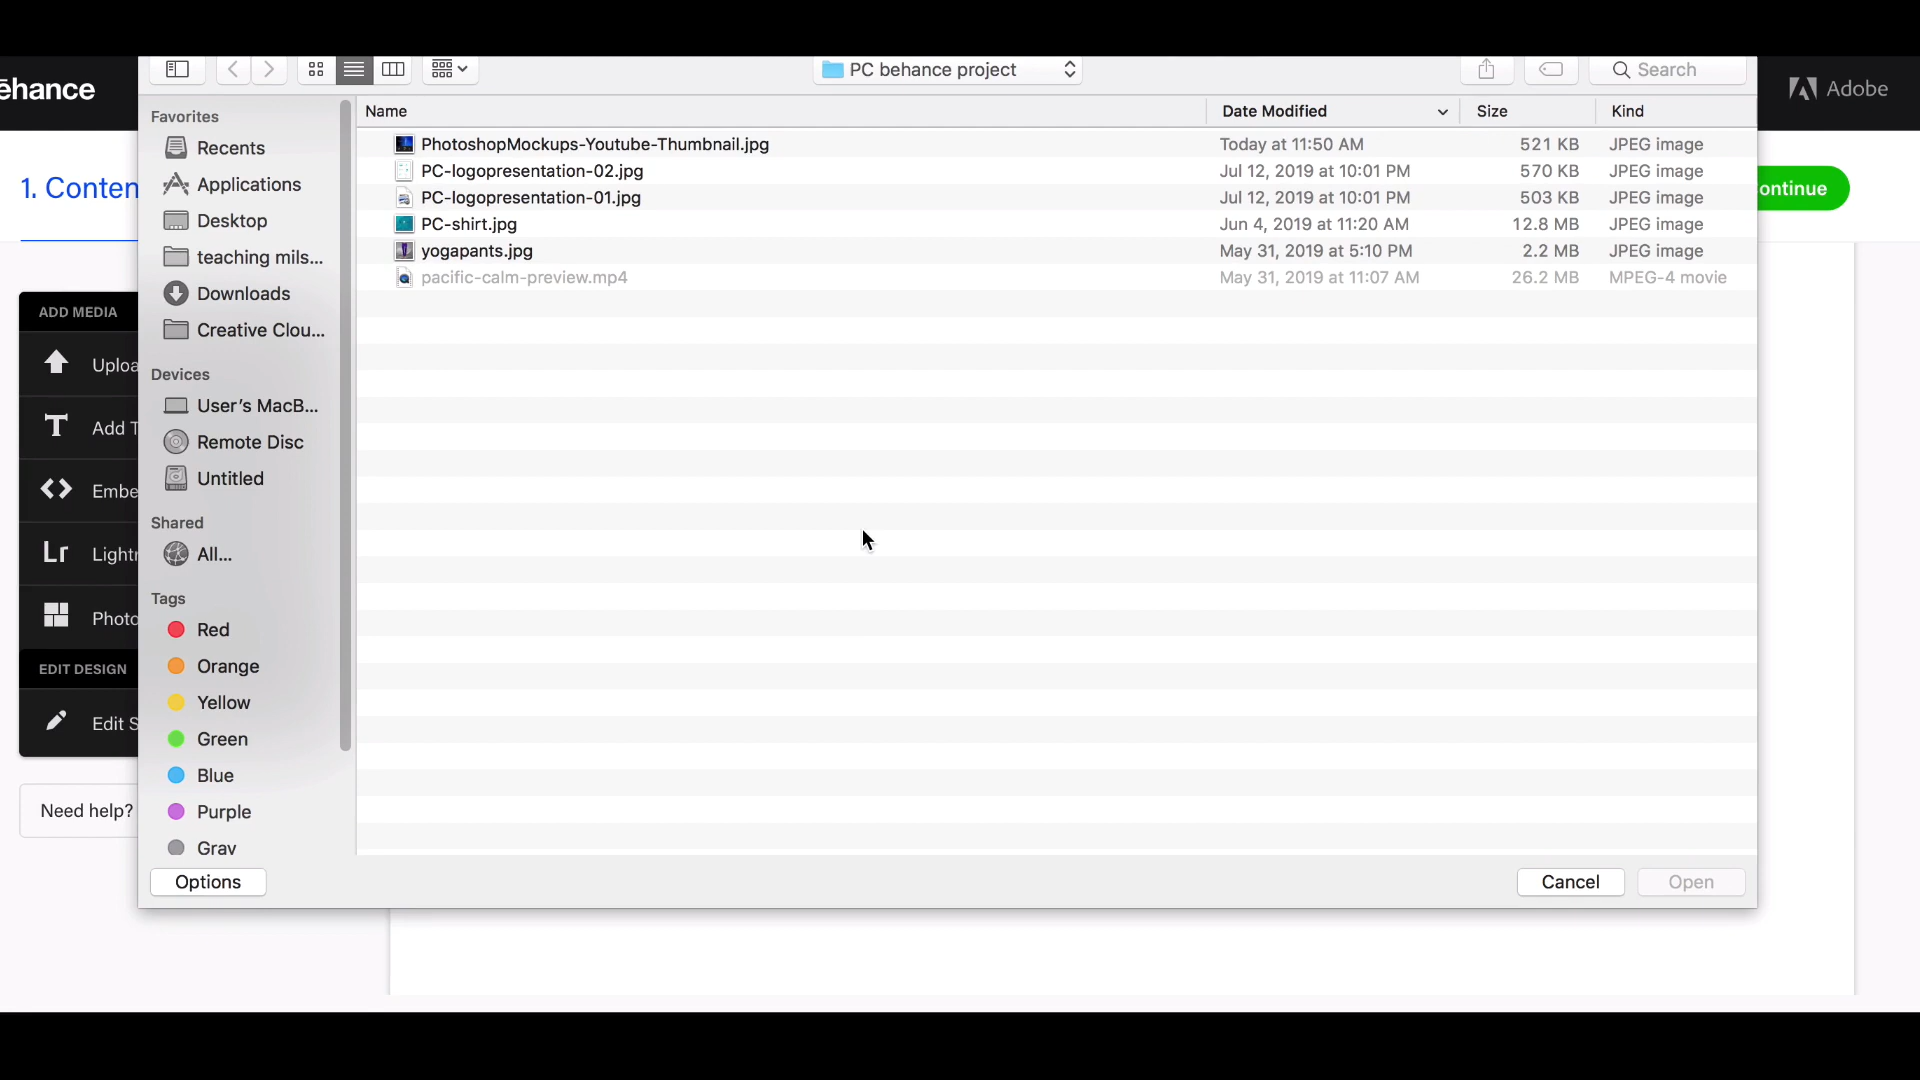 ēhance
PC behance project
Search
Adobe
Favorites
Recents
Applications
Desktop
teaching mils...
Downloads
Creative Clou...
Devices
User's MacB...
Remote Disc
Untitled
Shared
All...
Tags
Red
Orange
Yellow
Green
Blue
Purple
Gray
Name Date Modified Size Kind
PhotoshopMockups-Youtube-Thumbnail.jpg Today at 11:50 AM 521 KB JPEG image
PC-logopresentation-02.jpg Jul 12, 2019 at 10:01 PM 570 KB JPEG image
PC-logopresentation-01.jpg Jul 12, 2019 at 10:01 PM 503 KB JPEG image
PC-shirt.jpg Jun 4, 2019 at 11:20 AM 12.8 MB JPEG image
yogapants.jpg May 31, 2019 at 5:10 PM 2.2 MB JPEG image
pacific-calm-preview.mp4 May 31, 2019 at 11:07 AM 26.2 MB MPEG-4 movie
Options
Cancel
Open
1. Conten
ontinue
ADD MEDIA
Uploa
T Add T
Embe
Lr Lightr
Photo
EDIT DESIGN
Edit S
Need help?